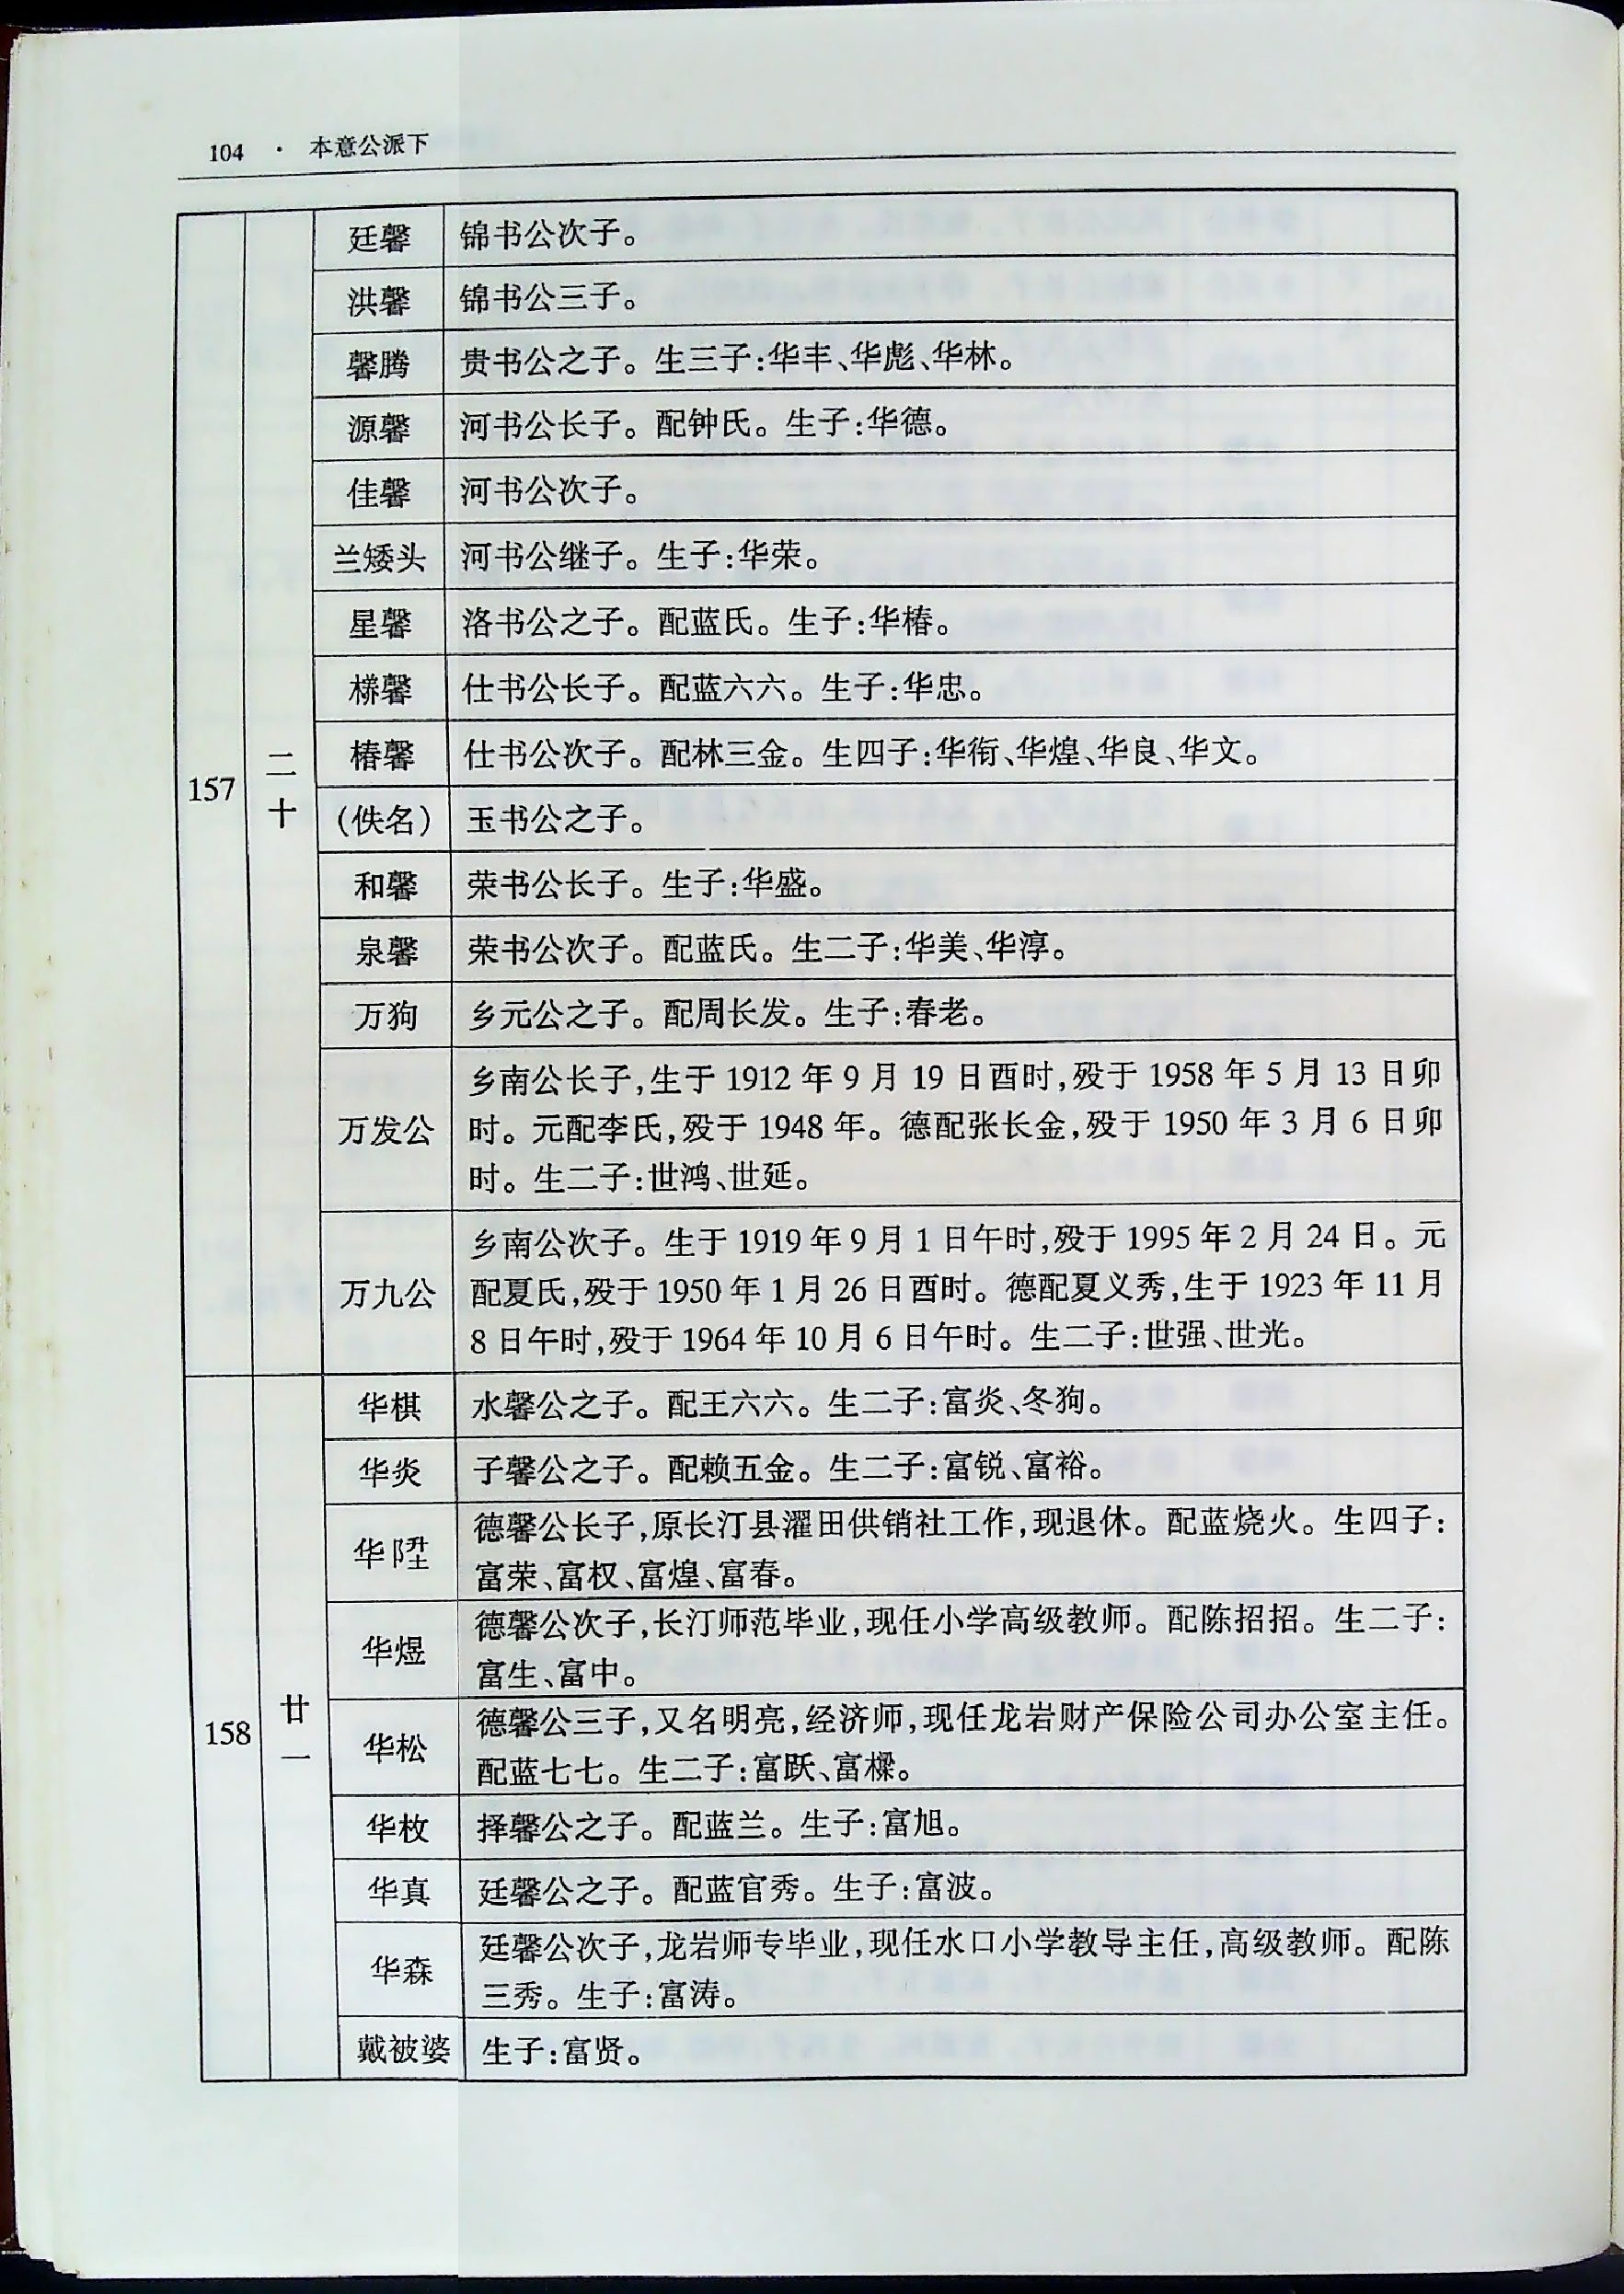 104 · 本意公派下
157
二十
廷馨 锦书公次子。
洪馨 锦书公三子。
馨腾 贵书公之子。生三子:华丰、华彪、华林。
源馨 河书公长子。配钟氏。生子:华德。
佳馨 河书公次子。
兰矮头 河书公继子。生子:华荣。
星馨 洛书公之子。配蓝氏。生子:华椿。
馨 仕书公长子。配蓝六六。生子:华忠。
椿馨 仕书公次子。配林三金。生四子:华衔、华煌、华良、华文。
(佚名) 玉书公之子。
和馨 荣书公长子。生子:华盛。
泉馨 荣书公次子。配蓝氏。生二子:华美、华淳。
万狗 乡元公之子。配周长发。生子:春老。
万发公 乡南公长子,生于 1912 年 9 月 19 日酉时,殁于 1958 年 5 月 13 日卯
时。元配李氏,殁于 1948 年。德配张长金,殁于 1950 年 3 月 6 日卯
时。生二子:世鸿、世延。
万九公 乡南公次子。生于 1919 年 9 月 1 日午时,殁于 1995 年 2 月 24 日。元
配夏氏,殁于 1950 年 1 月 26 日酉时。德配夏义秀,生于 1923 年 11 月
8 日午时,殁于 1964 年 10 月 6 日午时。生二子:世强、世光。
158
廿一
华棋 水馨公之子。配王六六。生二子:富炎、冬狗。
华炎 子馨公之子。配赖五金。生二子:富锐、富裕。
华陞 德馨公长子,原长汀县濯田供销社工作,现退休。配蓝烧火。生四子:
富荣、富权、富煌、富春。
华煜 德馨公次子,长汀师范毕业,现任小学高级教师。配陈招招。生二子:
富生、富中。
华松 德馨公三子,又名明亮,经济师,现任龙岩财产保险公司办公室主任。
配蓝七七。生二子:富跃、富樑。
华枚 择馨公之子。配蓝兰。生子:富旭。
华真 廷馨公之子。配蓝官秀。生子:富波。
华森 廷馨公次子,龙岩师专毕业,现任水口小学教导主任,高级教师。配陈
三秀。生子:富涛。
戴被婆 生子:富贤。